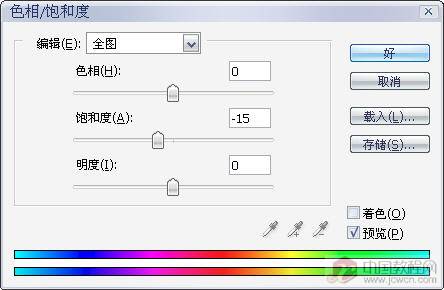 色相/饱和度
编辑(E): 全图
好
色相(H): 0
取消
饱和度(A): -15
载入(L)...
存储(S)...
明度(I): 0
着色(O)
预览(P)
中国教程网
www.jcwcn.com